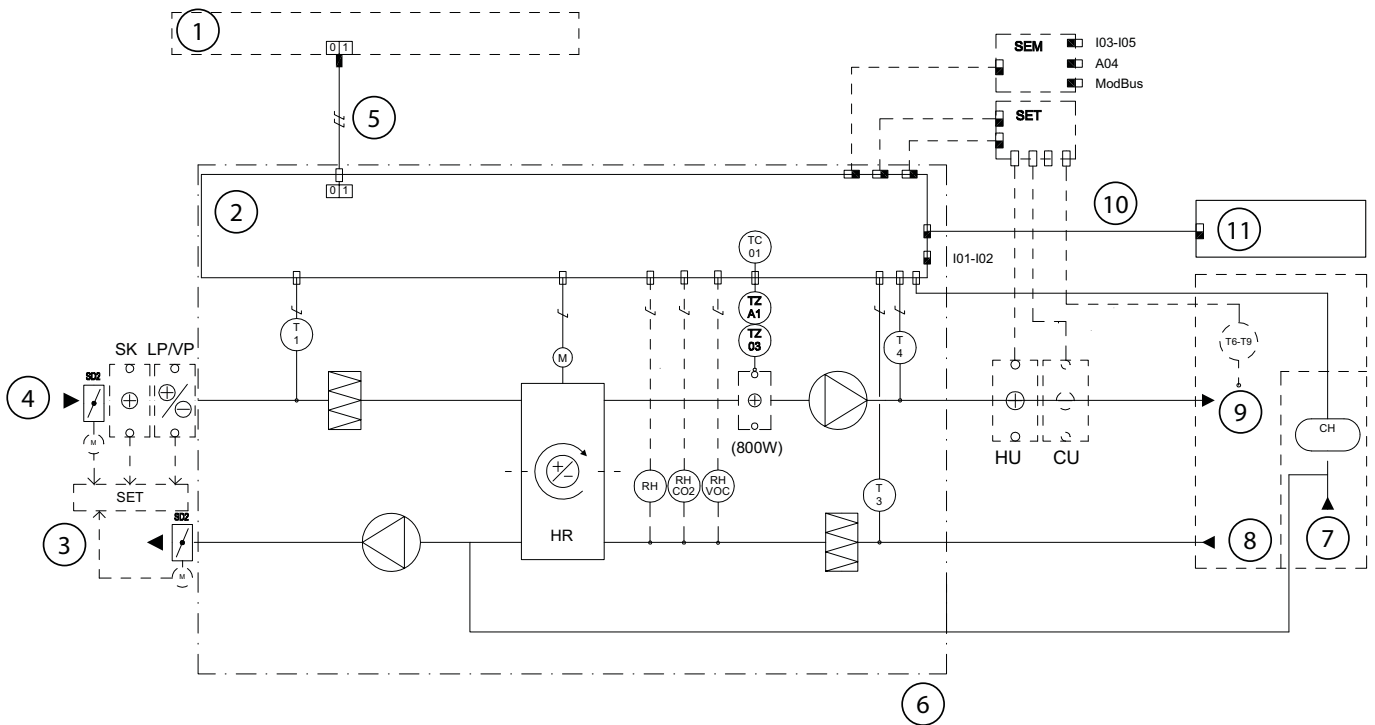 1
0 1
SEM
I03-I05
A04
ModBus
5
SET
2
0 1
10
11
TC
01
I01-I02
T
1
TZ
A1
TZ
03
T
4
T6-T9
SK
LP/VP
SD2
M
4
M
(800W)
9
CH
HU
CU
SET
RH
RH
CO2
RH
VOC
T
3
SD2
HR
3
8
7
M
6